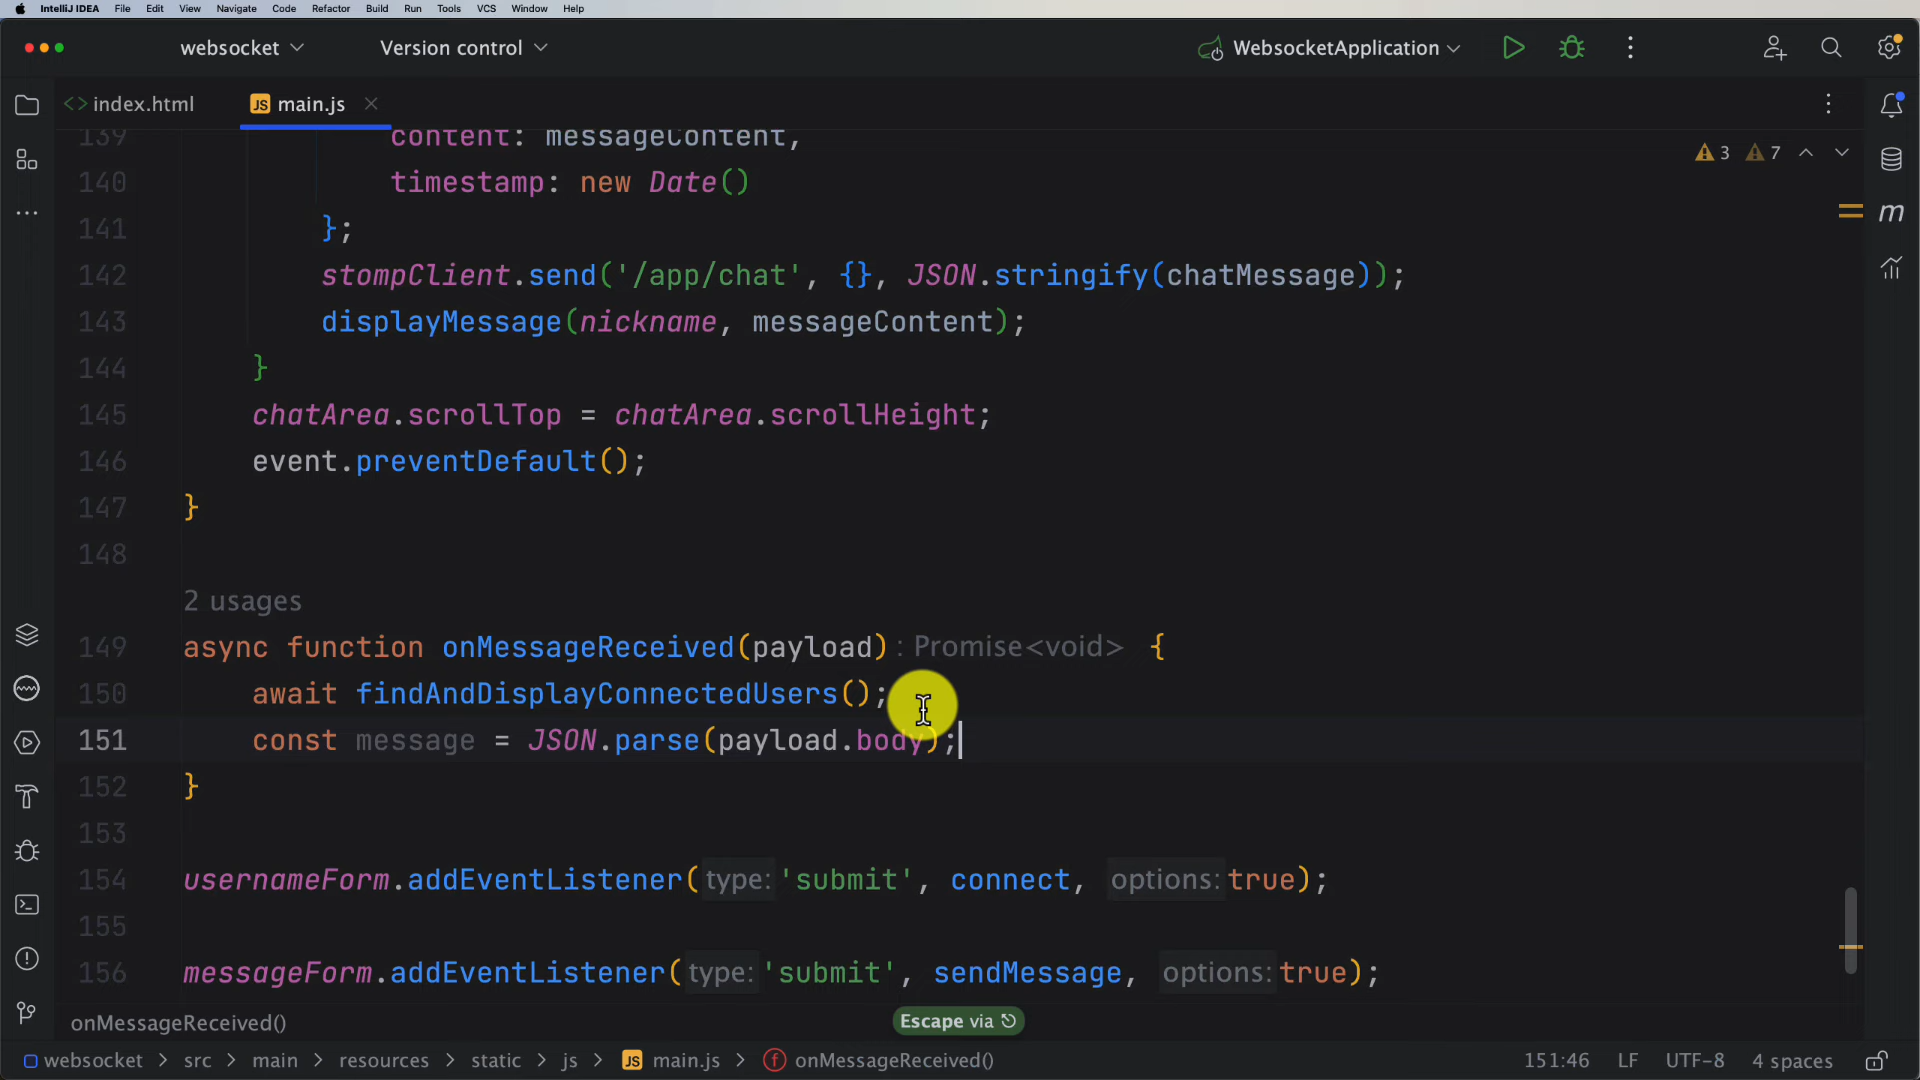 IntelliJ IDEA File Edit View Navigate Code Refactor Build Run Tools VCS Window Help
websocket Version control WebsocketApplication
<> index.html JS main.js
3 7
139 content: messageContent,
140 timestamp: new Date()
141 };
142 stompClient.send('/app/chat', {}, JSON.stringify(chatMessage));
143 displayMessage(nickname, messageContent);
144 }
145 chatArea.scrollTop = chatArea.scrollHeight;
146 event.preventDefault();
147 }
148
2 usages
149 async function onMessageReceived(payload) : Promise<void> {
150 await findAndDisplayConnectedUsers();
151 const message = JSON.parse(payload.body);
152 }
153
154 usernameForm.addEventListener( type: 'submit', connect, options: true);
155
156 messageForm.addEventListener( type: 'submit', sendMessage, options: true);
onMessageReceived()
Escape via
websocket > src > main > resources > static > js > JS main.js > f onMessageReceived() 151:46 LF UTF-8 4 spaces
m